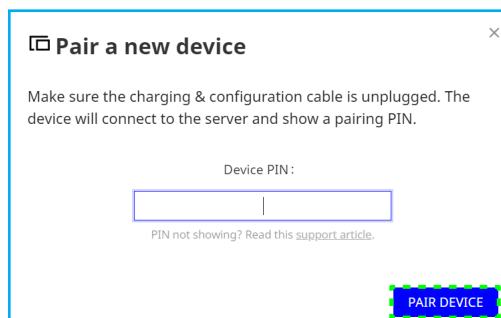 Pair a new device
Make sure the charging & configuration cable is unplugged. The
device will connect to the server and show a pairing PIN.
Device PIN:
PIN not showing? Read this support article.
PAIR DEVICE